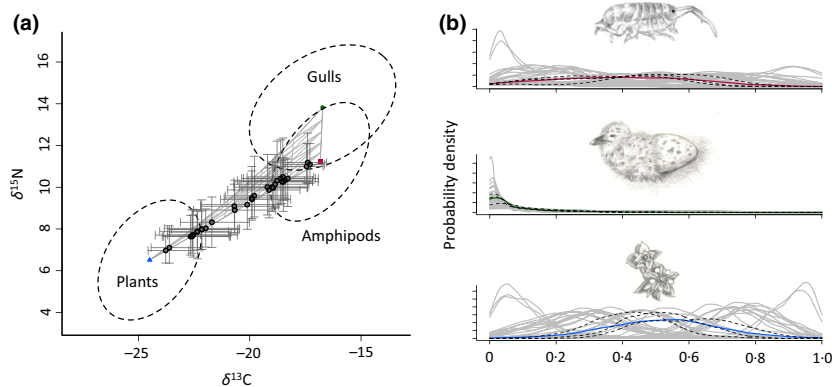 (a)
16
14
12
10
8
6
4
δ15N
Gulls
Amphipods
Plants
−25
−20
−15
δ13C
(b)
Probability density
0
0·2
0·4
0·6
0·8
1·0